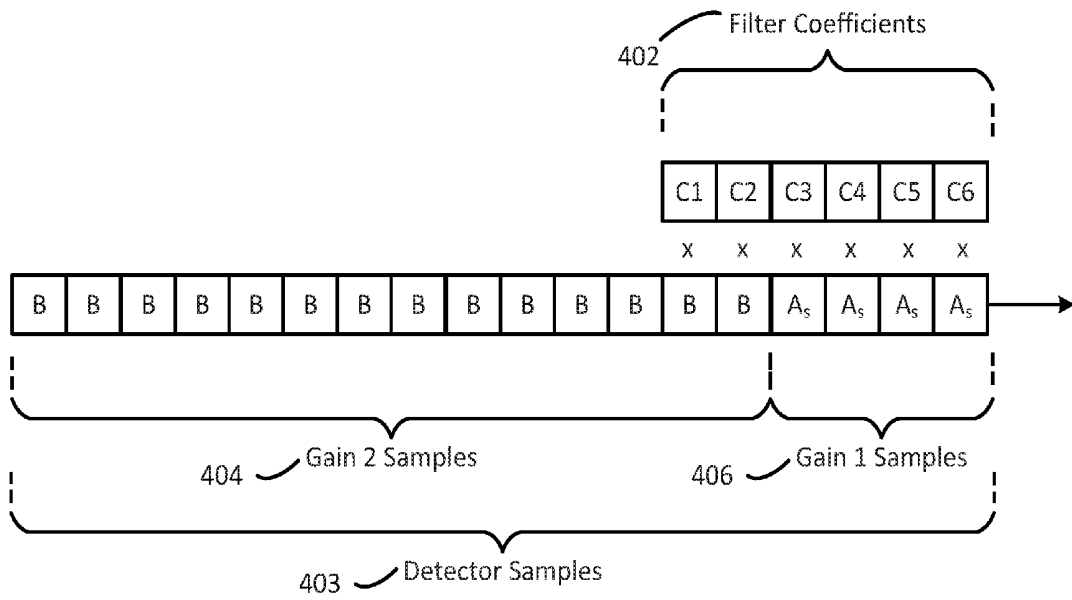 402 Filter Coefficients
C1 C2 C3 C4 C5 C6
x x x x x x
B B B B B B B B B B B B B B As As As As
404 Gain 2 Samples 406 Gain 1 Samples
403 Detector Samples